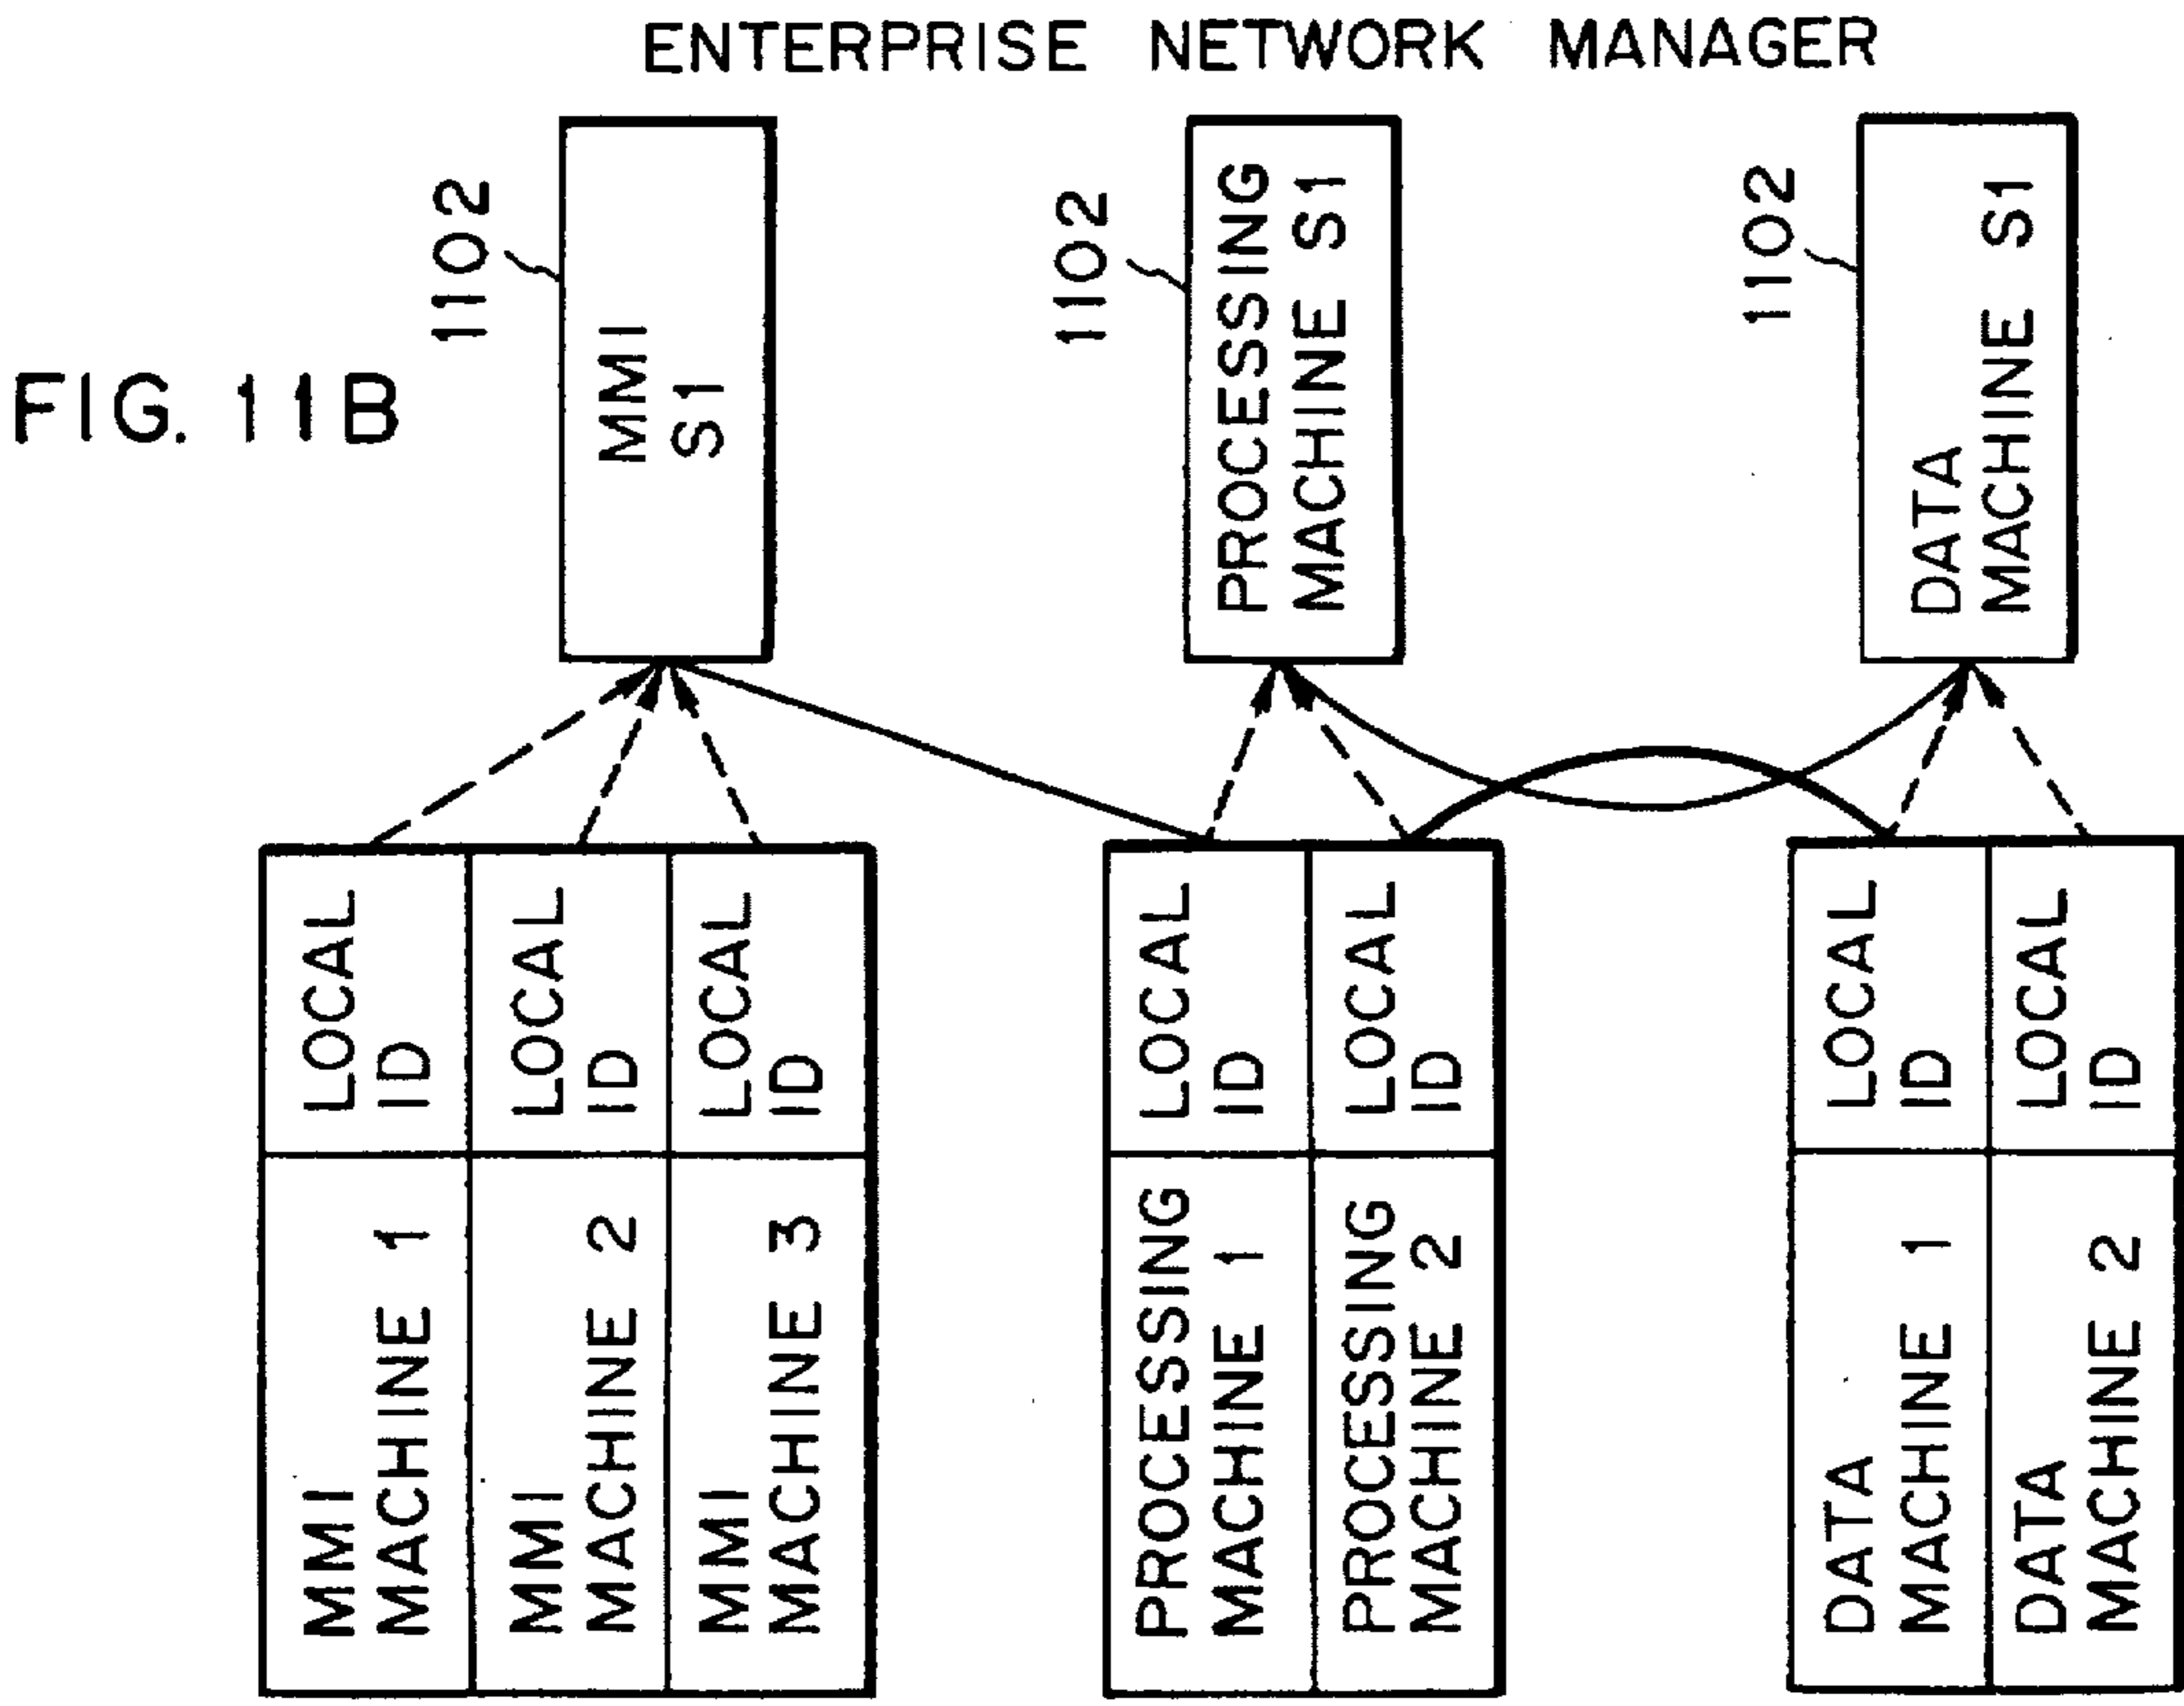 ENTERPRISE NETWORK MANAGER
FIG. 11B
1102
MMI
S1
1102
PROCESSING
MACHINE S1
1102
DATA
MACHINE S1
MMI
MACHINE 1
LOCAL
ID
MMI
MACHINE 2
LOCAL
ID
MMI
MACHINE 3
LOCAL
ID
PROCESSING
MACHINE 1
LOCAL
ID
PROCESSING
MACHINE 2
LOCAL
ID
DATA
MACHINE 1
LOCAL
ID
DATA
MACHINE 2
LOCAL
ID